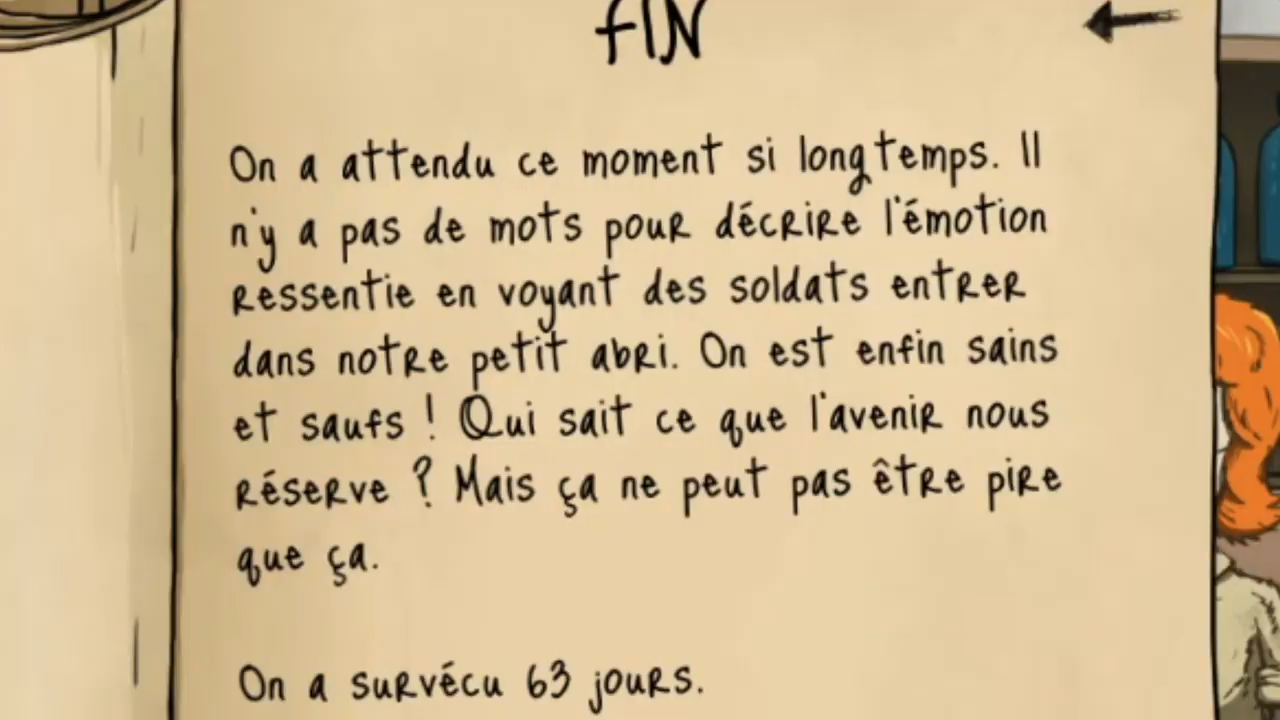 FIN
On a attendu ce moment si longtemps. Il
n'y a pas de mots pour décrire l'émotion
ressentie en voyant des soldats entrer
dans notre petit abri. On est enfin sains
et saufs ! Qui sait ce que l'avenir nous
réserve ? Mais ça ne peut pas être pire
que ça.
On a survécu 63 jours.